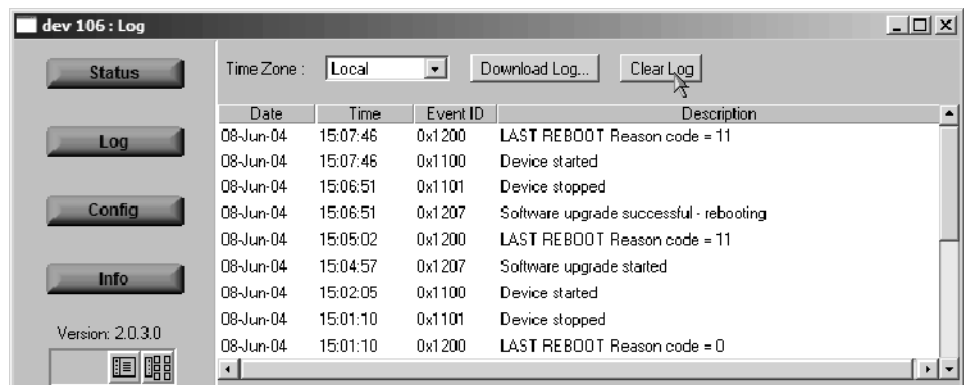 dev 106 : Log
Status
Log
Config
Info
Version: 2.0.3.0
Time Zone : Local Download Log... Clear Log
Date Time Event ID Description
08-Jun-04 15:07:46 0x1200 LAST REBOOT Reason code = 11
08-Jun-04 15:07:46 0x1100 Device started
08-Jun-04 15:06:51 0x1101 Device stopped
08-Jun-04 15:06:51 0x1207 Software upgrade successful - rebooting
08-Jun-04 15:05:02 0x1200 LAST REBOOT Reason code = 11
08-Jun-04 15:04:57 0x1207 Software upgrade started
08-Jun-04 15:02:05 0x1100 Device started
08-Jun-04 15:01:10 0x1101 Device stopped
08-Jun-04 15:01:10 0x1200 LAST REBOOT Reason code = 0